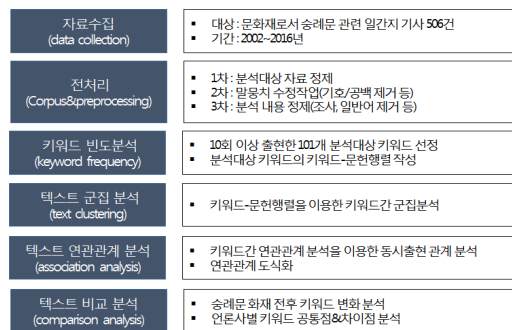 자료수집
(data collection)
▪ 대상 : 문화재로서 숭례문 관련 일간지 기사 506건
▪ 기간 : 2002~2016년
전처리
(Corpus&preprocessing)
▪ 1차 : 분석대상 자료 정제
▪ 2차 : 말뭉치 수정작업(기호/공백 제거 등)
▪ 3차 : 분석 내용 정제(조사, 일반어 제거 등)
키워드 빈도분석
(keyword frequency)
▪ 10회 이상 출현한 101개 분석대상 키워드 선정
▪ 분석대상 키워드의 키워드-문헌행렬 작성
텍스트 군집 분석
(text clustering)
▪ 키워드-문헌행렬을 이용한 키워드간 군집분석
텍스트 연관관계 분석
(association analysis)
▪ 키워드간 연관관계 분석을 이용한 동시출현 관계 분석
▪ 연관관계 도식화
텍스트 비교 분석
(comparison analysis)
▪ 숭례문 화재 전후 키워드 변화 분석
▪ 언론사별 키워드 공통점&차이점 분석